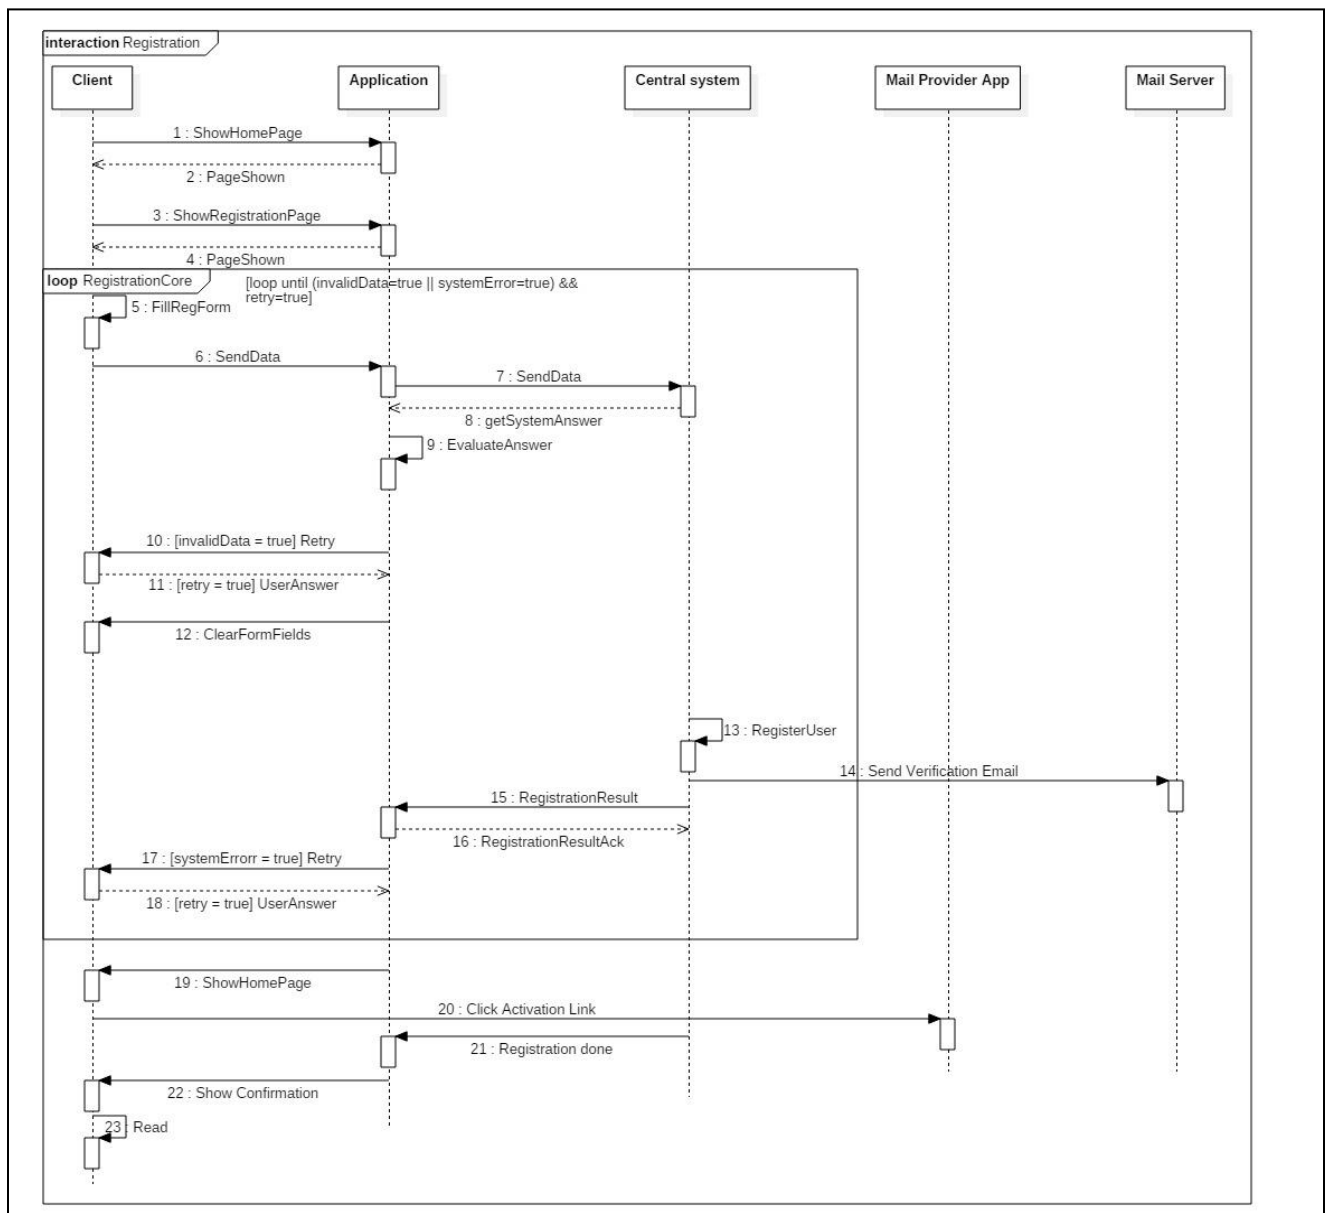 interaction Registration
Client
Application
Central system
Mail Provider App
Mail Server
1 : ShowHomePage
2 : PageShown
3 : ShowRegistrationPage
4 : PageShown
loop RegistrationCore
[loop until (invalidData=true || systemError=true) &&
retry=true]
5 : FillRegForm
6 : SendData
7 : SendData
8 : getSystemAnswer
9 : EvaluateAnswer
10 : [invalidData = true] Retry
11 : [retry = true] UserAnswer
12 : ClearFormFields
13 : RegisterUser
14 : Send Verification Email
15 : RegistrationResult
16 : RegistrationResultAck
17 : [systemErrorr = true] Retry
18 : [retry = true] UserAnswer
19 : ShowHomePage
20 : Click Activation Link
21 : Registration done
22 : Show Confirmation
23 : Read